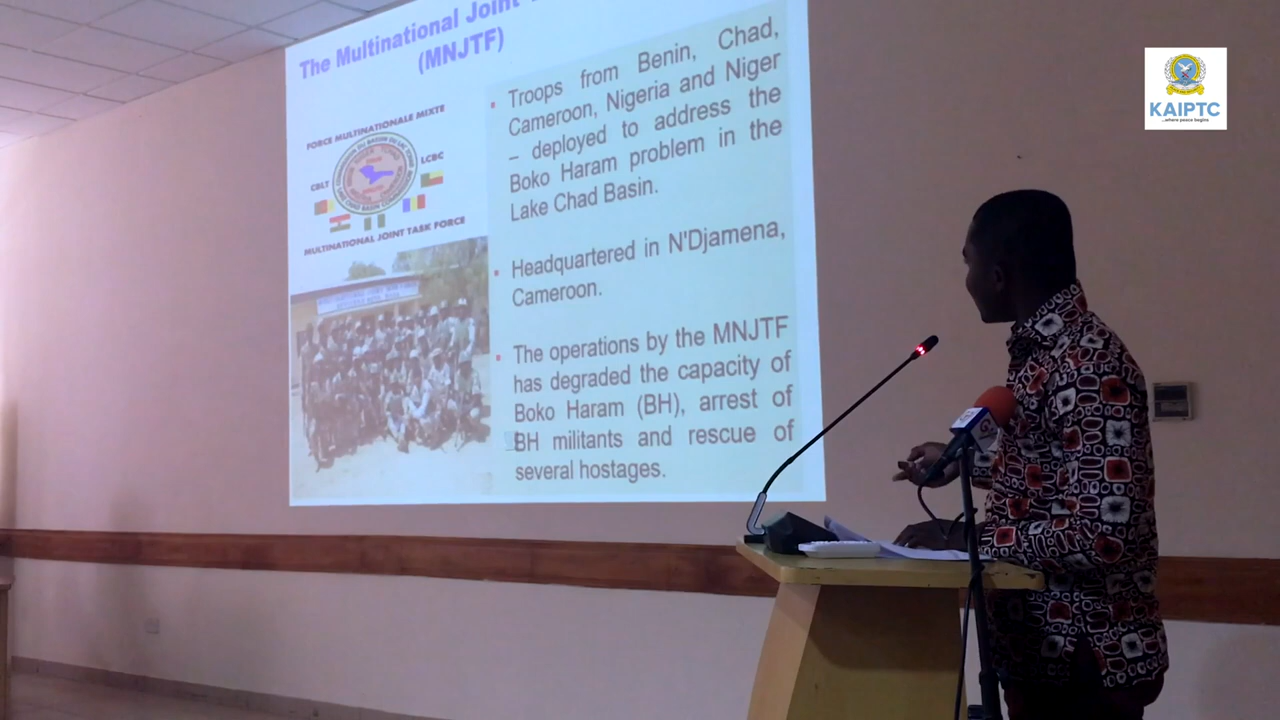 The Multinational Joint
(MNJTF)
FORCE MULTINATIONALE MIXTE
CBLT
LCBC
MULTINATIONAL JOINT TASK FORCE
Troops from Benin, Chad,
Cameroon, Nigeria and Niger
– deployed to address the
Boko Haram problem in the
Lake Chad Basin.
Headquartered in N'Djamena,
Cameroon.
The operations by the MNJTF
has degraded the capacity of
Boko Haram (BH), arrest of
BH militants and rescue of
several hostages.
KAIPTC
...where peace begins